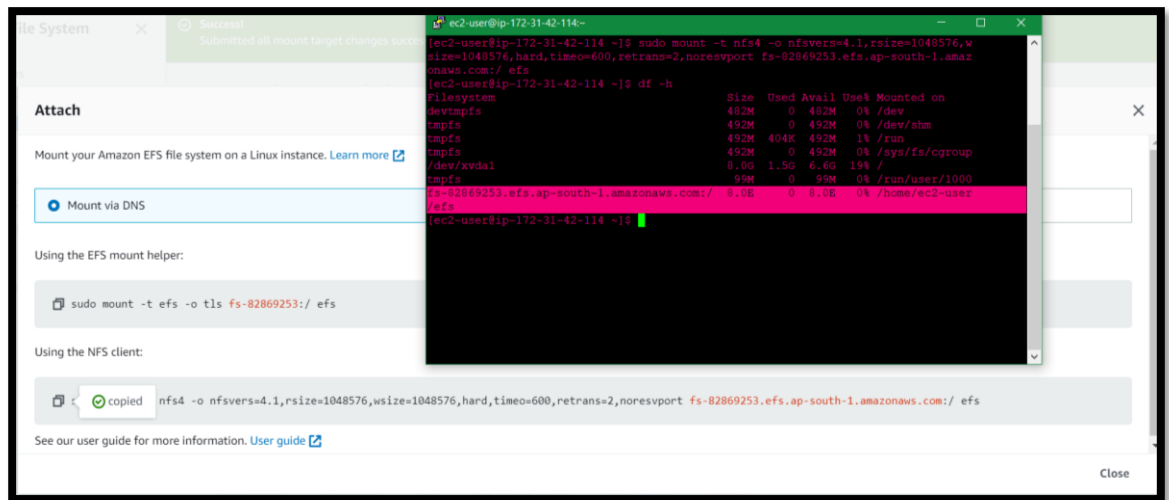 ile System
Success!
Submitted all mount target changes succes
Attach
Mount your Amazon EFS file system on a Linux instance. Learn more
Mount via DNS
Using the EFS mount helper:
sudo mount -t efs -o tls fs-82869253:/ efs
Using the NFS client:
copied nfs4 -o nfsvers=4.1,rsize=1048576,wsize=1048576,hard,timeo=600,retrans=2,noresvport fs-82869253.efs.ap-south-1.amazonaws.com:/ efs
See our user guide for more information. User guide
Close
ec2-user@ip-172-31-42-114:~
[ec2-user@ip-172-31-42-114 ~]$ sudo mount -t nfs4 -o nfsvers=4.1,rsize=1048576,w
size=1048576,hard,timeo=600,retrans=2,noresvport fs-82869253.efs.ap-south-1.amaz
onaws.com:/ efs
[ec2-user@ip-172-31-42-114 ~]$ df -h
Filesystem Size Used Avail Use% Mounted on
devtmpfs 482M 0 482M 0% /dev
tmpfs 492M 0 492M 0% /dev/shm
tmpfs 492M 404K 492M 1% /run
tmpfs 492M 0 492M 0% /sys/fs/cgroup
/dev/xvda1 8.0G 1.5G 6.6G 19% /
tmpfs 99M 0 99M 0% /run/user/1000
fs-82869253.efs.ap-south-1.amazonaws.com:/ 8.0E 0 8.0E 0% /home/ec2-user
/efs
[ec2-user@ip-172-31-42-114 ~]$